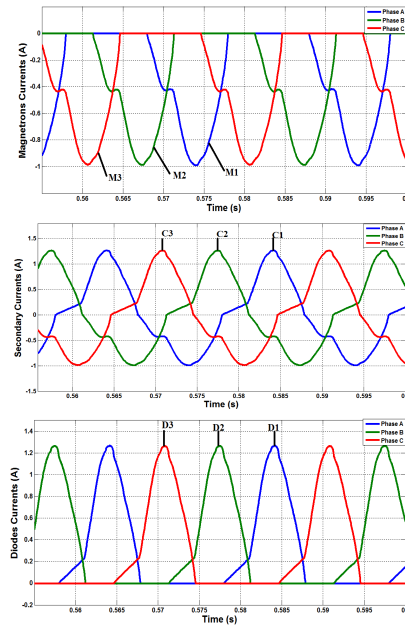 Phase A
Phase B
Phase C
Magnetrons Currents (A)
0
-0.2
-0.4
-0.6
-0.8
-1
M3
M2
M1
0.56 0.565 0.57 0.575 0.58 0.585 0.59 0.595 0.
Time (s)
Phase A
Phase B
Phase C
C3 C2 C1
Secondary Currents (A)
1.5
1
0.5
0
-0.5
-1
-1.5
0.56 0.565 0.57 0.575 0.58 0.585 0.59 0.595 0.
Time (s)
Phase A
Phase B
Phase C
D3 D2 D1
Diodes Currents (A)
1.4
1.2
1
0.8
0.6
0.4
0.2
0
-0.2
0.56 0.565 0.57 0.575 0.58 0.585 0.59 0.595 0.
Time (s)